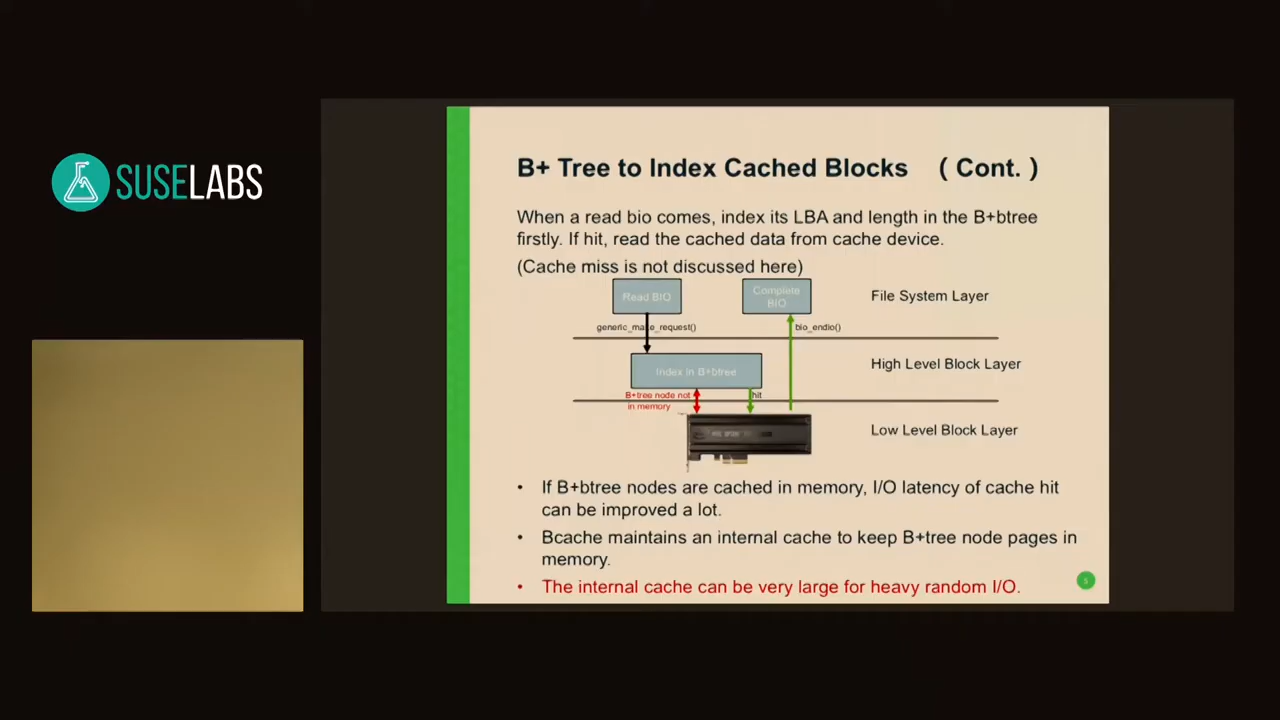 SUSELABS
B+ Tree to Index Cached Blocks ( Cont. )
When a read bio comes, index its LBA and length in the B+btree
firstly. If hit, read the cached data from cache device.
(Cache miss is not discussed here)
Read BIO
Complete
BIO
File System Layer
generic_make_request()
bio_endio()
High Level Block Layer
Index in B+btree
B+tree node not
in memory
hit
Low Level Block Layer
• If B+btree nodes are cached in memory, I/O latency of cache hit
can be improved a lot.
• Bcache maintains an internal cache to keep B+tree node pages in
memory.
• The internal cache can be very large for heavy random I/O.
5